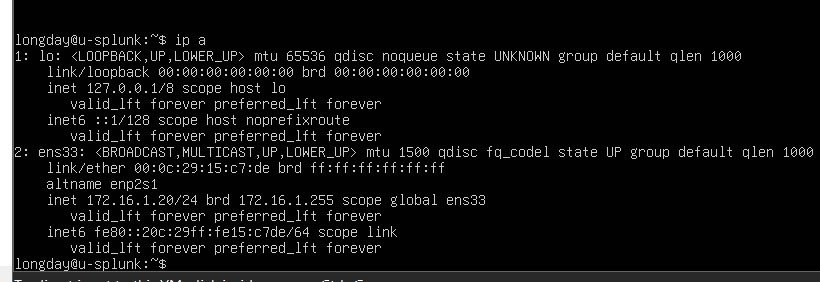 longday@u-splunk:~$ ip a
1: lo: <LOOPBACK,UP,LOWER_UP> mtu 65536 qdisc noqueue state UNKNOWN group default qlen 1000
    link/loopback 00:00:00:00:00:00 brd 00:00:00:00:00:00
    inet 127.0.0.1/8 scope host lo
       valid_lft forever preferred_lft forever
    inet6 ::1/128 scope host noprefixroute
       valid_lft forever preferred_lft forever
2: ens33: <BROADCAST,MULTICAST,UP,LOWER_UP> mtu 1500 qdisc fq_codel state UP group default qlen 1000
    link/ether 00:0c:29:15:c7:de brd ff:ff:ff:ff:ff:ff
    altname enp2s1
    inet 172.16.1.20/24 brd 172.16.1.255 scope global ens33
       valid_lft forever preferred_lft forever
    inet6 fe80::20c:29ff:fe15:c7de/64 scope link
       valid_lft forever preferred_lft forever
longday@u-splunk:~$